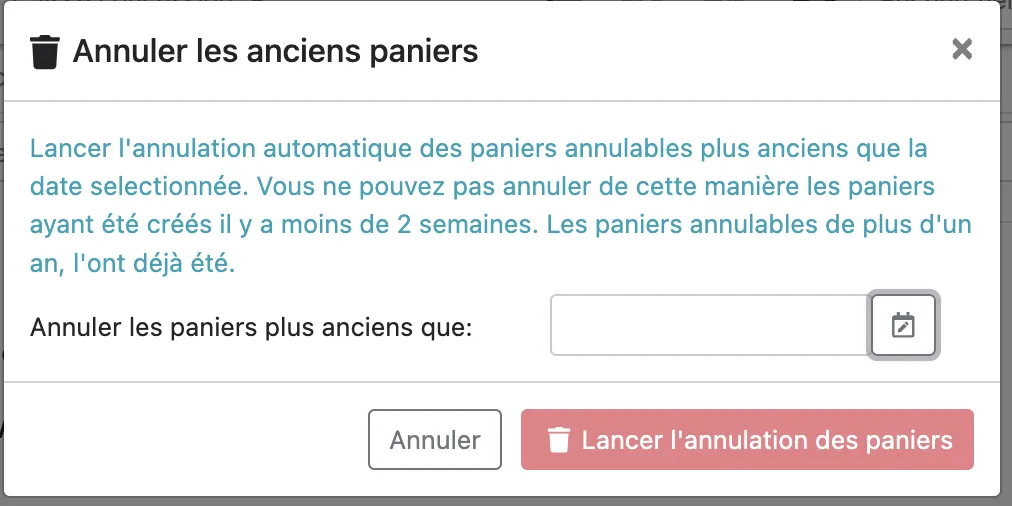 Annuler les anciens paniers
Lancer l'annulation automatique des paniers annulables plus anciens que la
date selectionnée. Vous ne pouvez pas annuler de cette manière les paniers
ayant été créés il y a moins de 2 semaines. Les paniers annulables de plus d'un
an, l'ont déjà été.
Annuler les paniers plus anciens que:
Annuler
Lancer l'annulation des paniers